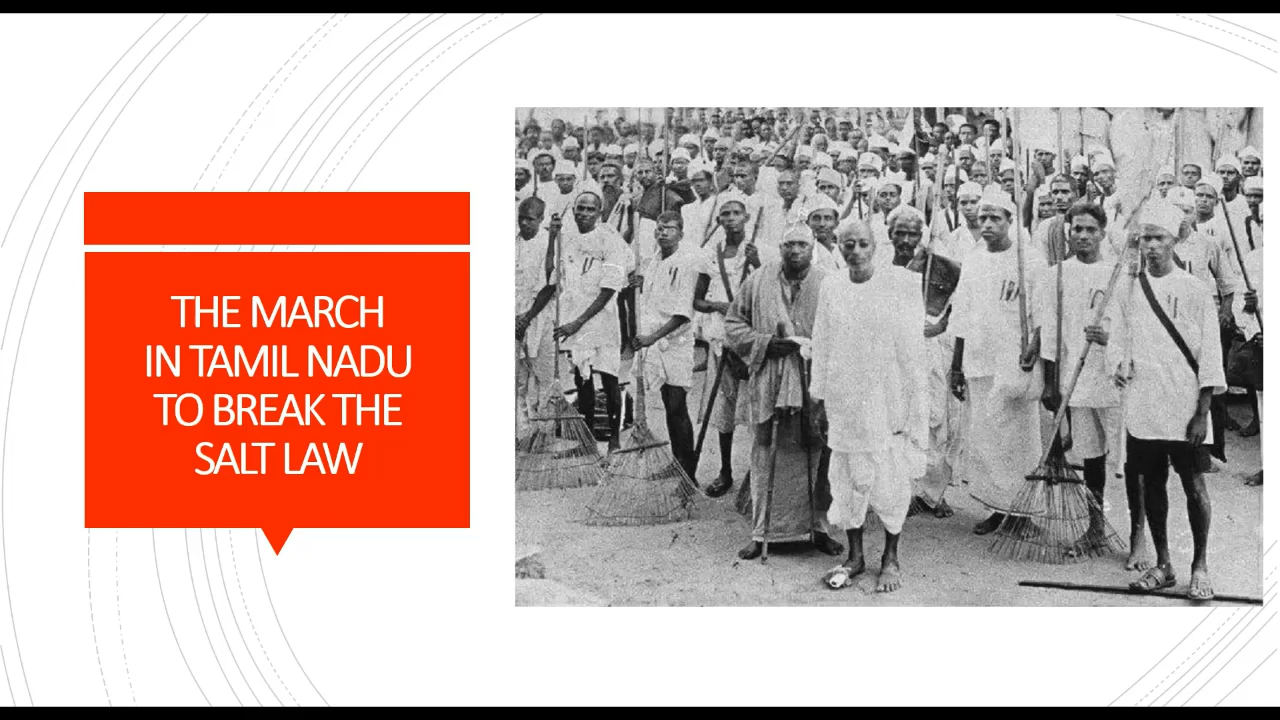 THE MARCH
IN TAMIL NADU
TO BREAK THE
SALT LAW